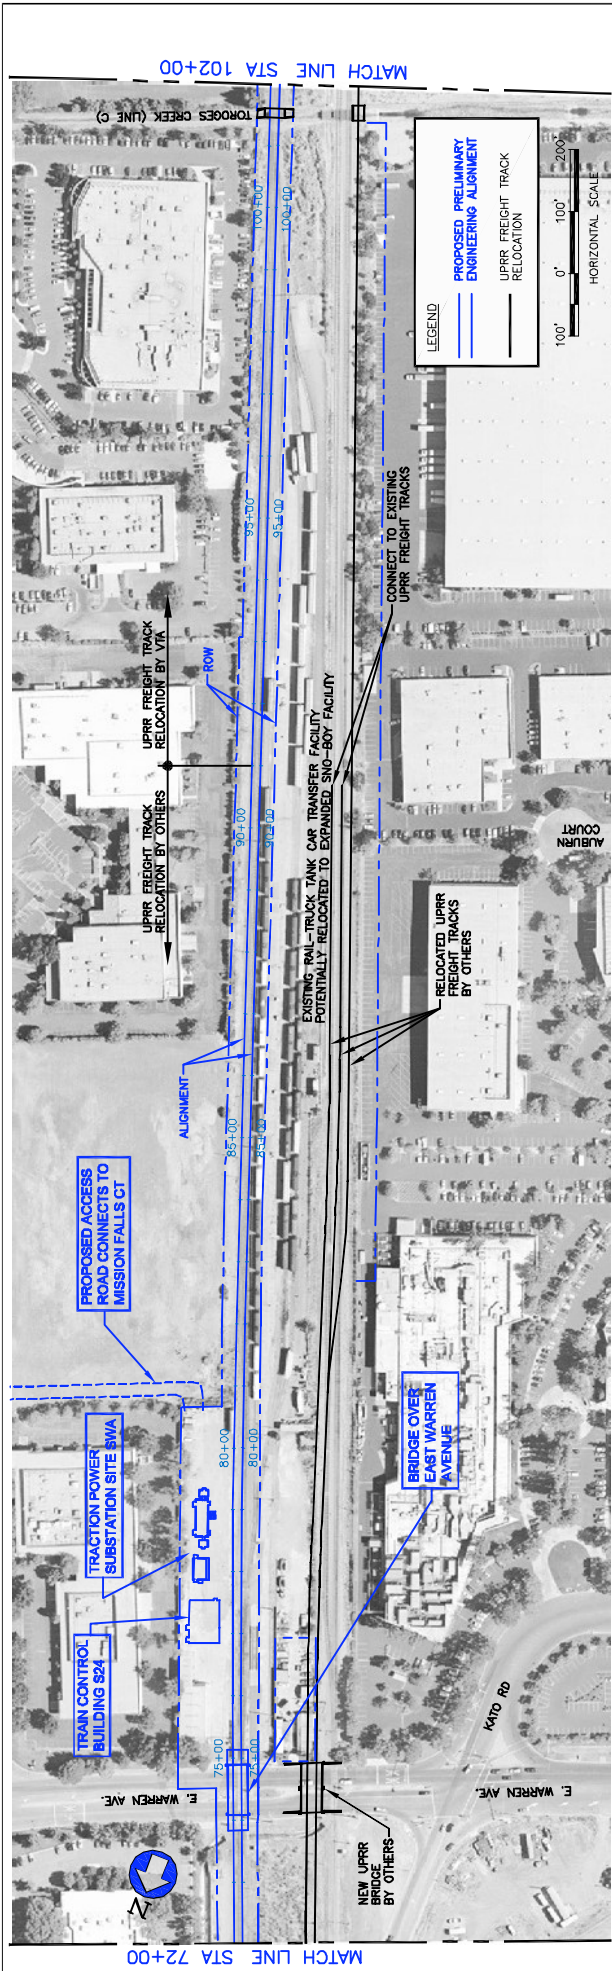 MATCH LINE STA 102+00
TOROGES CREEK (LINE C)
100+00
100+00
LEGEND
PROPOSED PRELIMINARY
ENGINEERING ALIGNMENT
UPRR FREIGHT TRACK
RELOCATION
100'
0'
100'
200'
HORIZONTAL SCALE
95+00
95+00
CONNECT TO EXISTING
UPRR FREIGHT TRACKS
UPRR FREIGHT TRACK
RELOCATION BY VTA
ROW
UPRR FREIGHT TRACK
RELOCATION BY OTHERS
90+00
90+00
EXISTING RAIL-TRUCK TANK CAR TRANSFER FACILITY
POTENTIALLY RELOCATED TO EXPANDED SNO-BOY FACILITY
AUBURN
COURT
RELOCATED UPRR
FREIGHT TRACKS
BY OTHERS
ALIGNMENT
85+00
85+00
PROPOSED ACCESS
ROAD CONNECTS TO
MISSION FALLS CT
80+00
80+00
BRIDGE OVER
EAST WARREN
AVENUE
TRACTION POWER
SUBSTATION SITE SWA
TRAIN CONTROL
BUILDING S24
75+00
75+00
KATO RD
E. WARREN AVE.
E. WARREN AVE.
NEW UPRR
BRIDGE
BY OTHERS
N
MATCH LINE STA 72+00